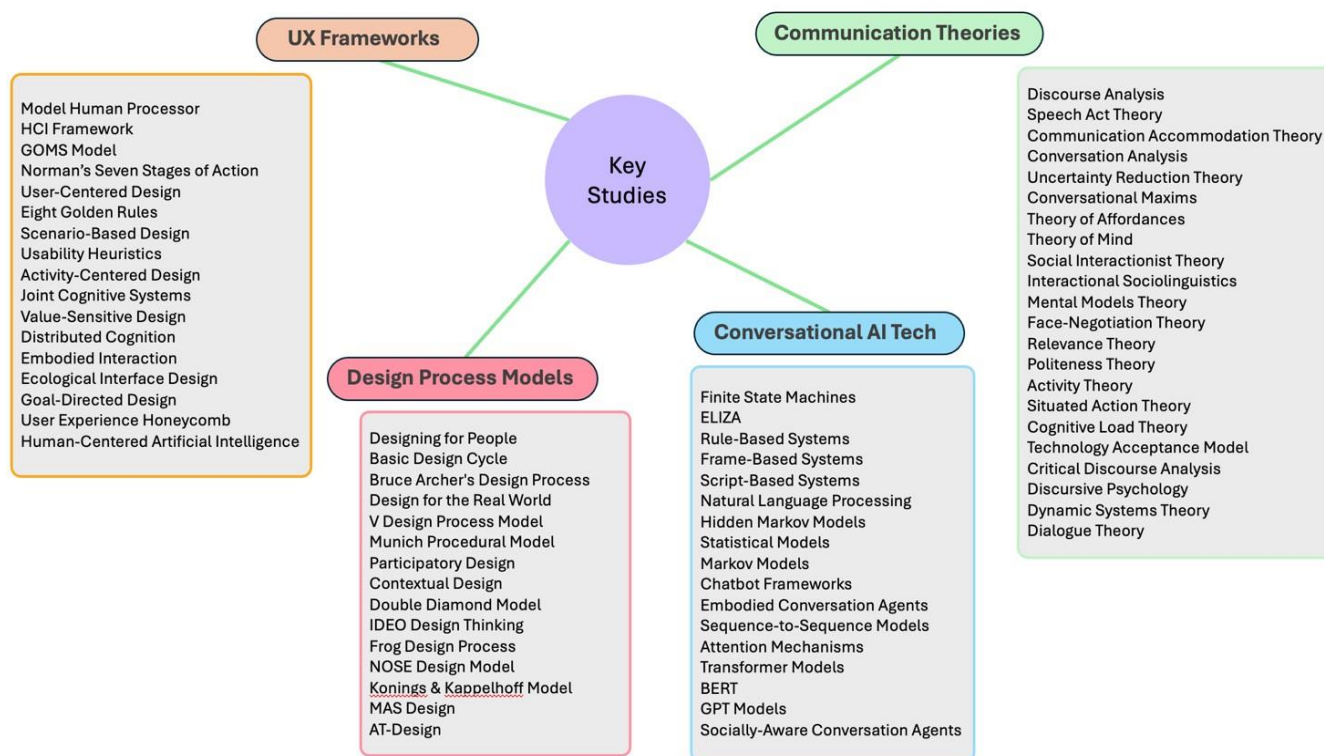 UX Frameworks
Model Human Processor
HCI Framework
GOMS Model
Norman’s Seven Stages of Action
User-Centered Design
Eight Golden Rules
Scenario-Based Design
Usability Heuristics
Activity-Centered Design
Joint Cognitive Systems
Value-Sensitive Design
Distributed Cognition
Embodied Interaction
Ecological Interface Design
Goal-Directed Design
User Experience Honeycomb
Human-Centered Artificial Intelligence
Key
Studies
Communication Theories
Discourse Analysis
Speech Act Theory
Communication Accommodation Theory
Conversation Analysis
Uncertainty Reduction Theory
Conversational Maxims
Theory of Affordances
Theory of Mind
Social Interactionist Theory
Interactional Sociolinguistics
Mental Models Theory
Face-Negotiation Theory
Relevance Theory
Politeness Theory
Activity Theory
Situated Action Theory
Cognitive Load Theory
Technology Acceptance Model
Critical Discourse Analysis
Discursive Psychology
Dynamic Systems Theory
Dialogue Theory
Design Process Models
Designing for People
Basic Design Cycle
Bruce Archer's Design Process
Design for the Real World
V Design Process Model
Munich Procedural Model
Participatory Design
Contextual Design
Double Diamond Model
IDEO Design Thinking
Frog Design Process
NOSE Design Model
Konings & Kappelhoff Model
MAS Design
AT-Design
Conversational AI Tech
Finite State Machines
ELIZA
Rule-Based Systems
Frame-Based Systems
Script-Based Systems
Natural Language Processing
Hidden Markov Models
Statistical Models
Markov Models
Chatbot Frameworks
Embodied Conversation Agents
Sequence-to-Sequence Models
Attention Mechanisms
Transformer Models
BERT
GPT Models
Socially-Aware Conversation Agents